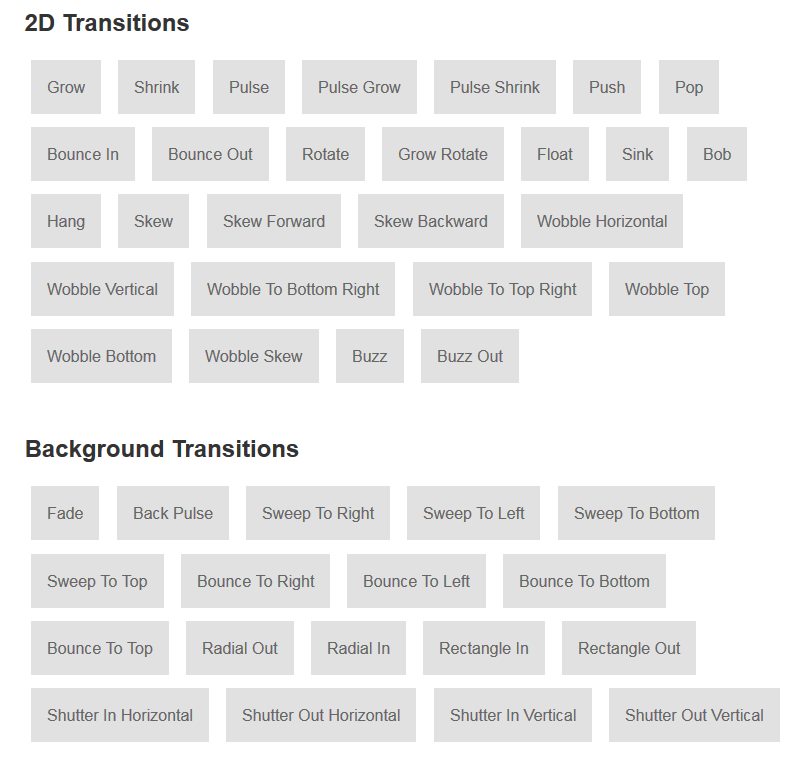 2D Transitions
Grow Shrink Pulse Pulse Grow Pulse Shrink Push Pop
Bounce In Bounce Out Rotate Grow Rotate Float Sink Bob
Hang Skew Skew Forward Skew Backward Wobble Horizontal
Wobble Vertical Wobble To Bottom Right Wobble To Top Right Wobble Top
Wobble Bottom Wobble Skew Buzz Buzz Out
Background Transitions
Fade Back Pulse Sweep To Right Sweep To Left Sweep To Bottom
Sweep To Top Bounce To Right Bounce To Left Bounce To Bottom
Bounce To Top Radial Out Radial In Rectangle In Rectangle Out
Shutter In Horizontal Shutter Out Horizontal Shutter In Vertical Shutter Out Vertical